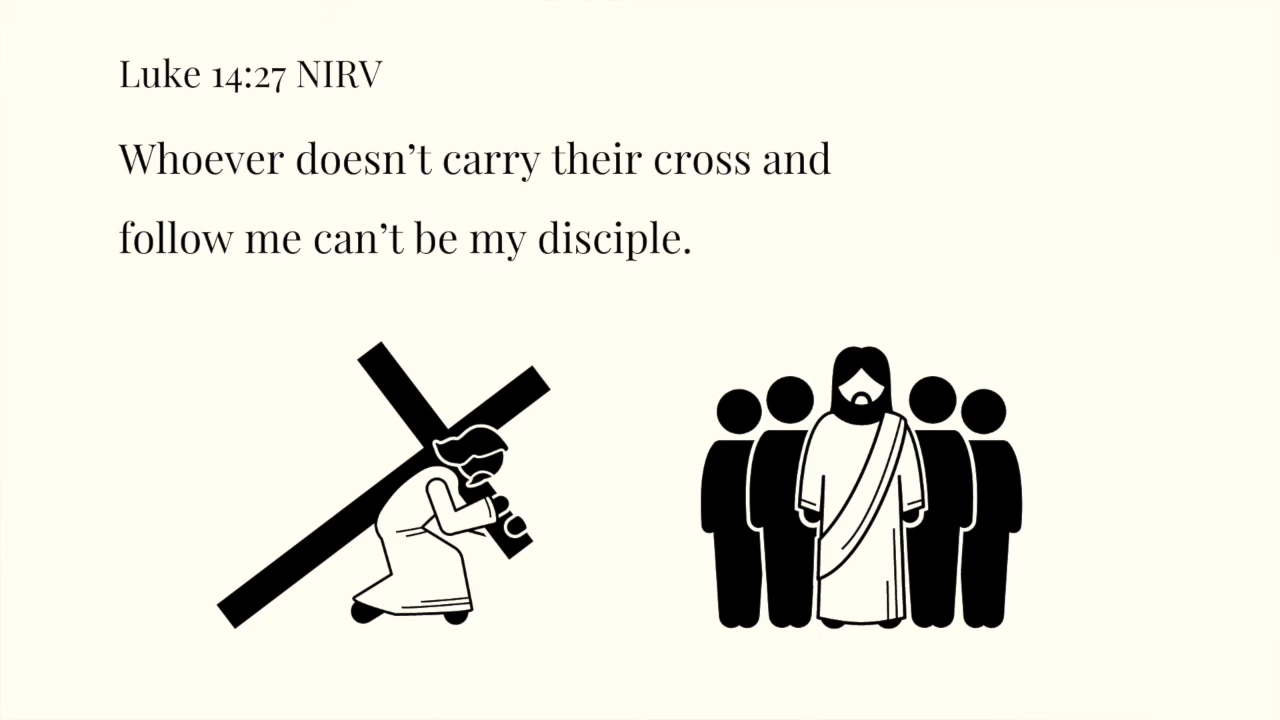 Luke 14:27 NIRV
Whoever doesn’t carry their cross and
follow me can’t be my disciple.